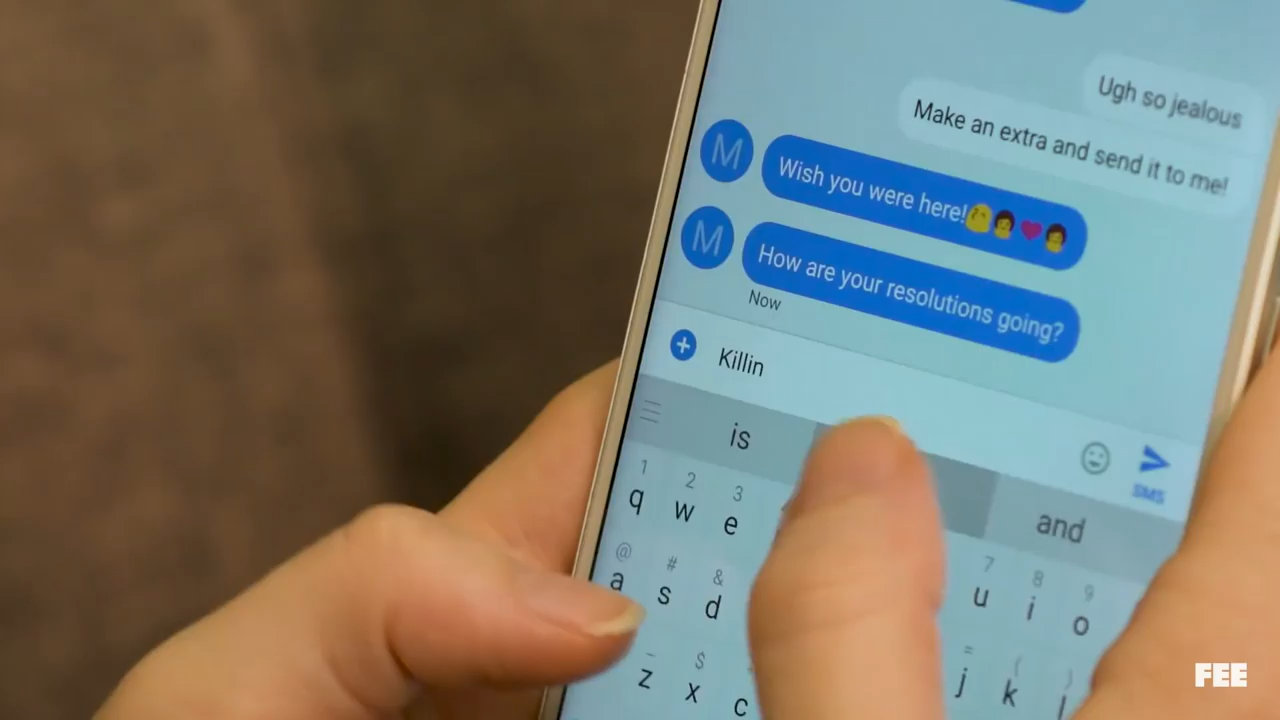 Ugh so jealous
Make an extra and send it to me!
M
Wish you were here!
M
How are your resolutions going?
Now
Killin
SMS
is
and
1 2 3 7 8 9
q w e u i o
@ # &
a s d
= ( )
j k l
- $
z x c
FEE